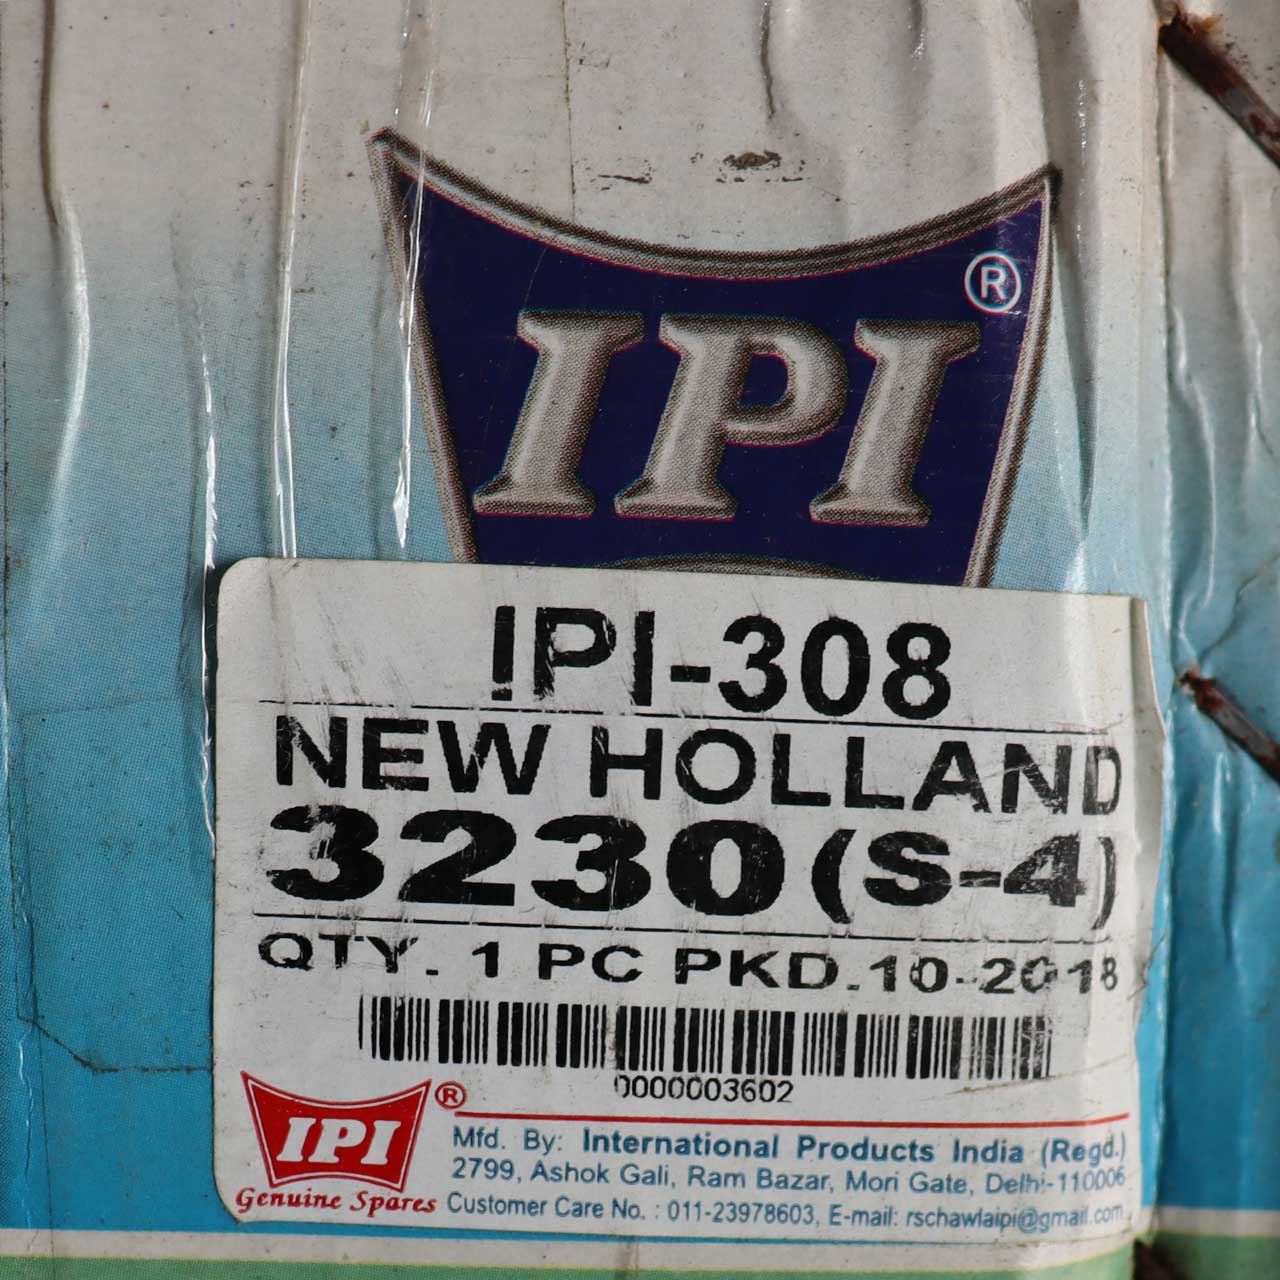 IPI ®
IPI-308
NEW HOLLAND
3230 (S-4)
QTY. 1 PC PKD.10-2018
0000003602
IPI ®
Genuine Spares
Mfd. By: International Products India (Regd.)
2799, Ashok Gali, Ram Bazar, Mori Gate, Delhi-110006
Customer Care No. : 011-23978603, E-mail: rschawlaipi@gmail.com